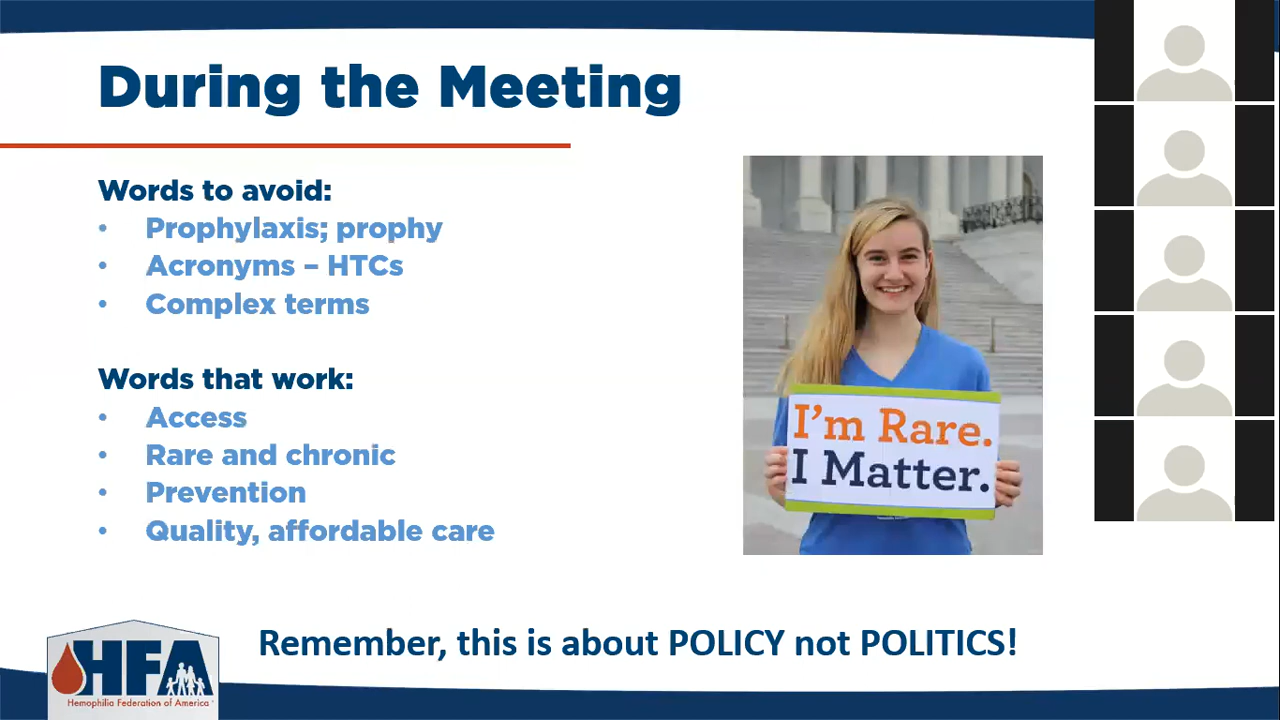 During the Meeting
Words to avoid:
• Prophylaxis; prophy
• Acronyms – HTCs
• Complex terms
Words that work:
• Access
• Rare and chronic
• Prevention
• Quality, affordable care
I'm Rare.
I Matter.
Remember, this is about POLICY not POLITICS!
HFA
Hemophilia Federation of America